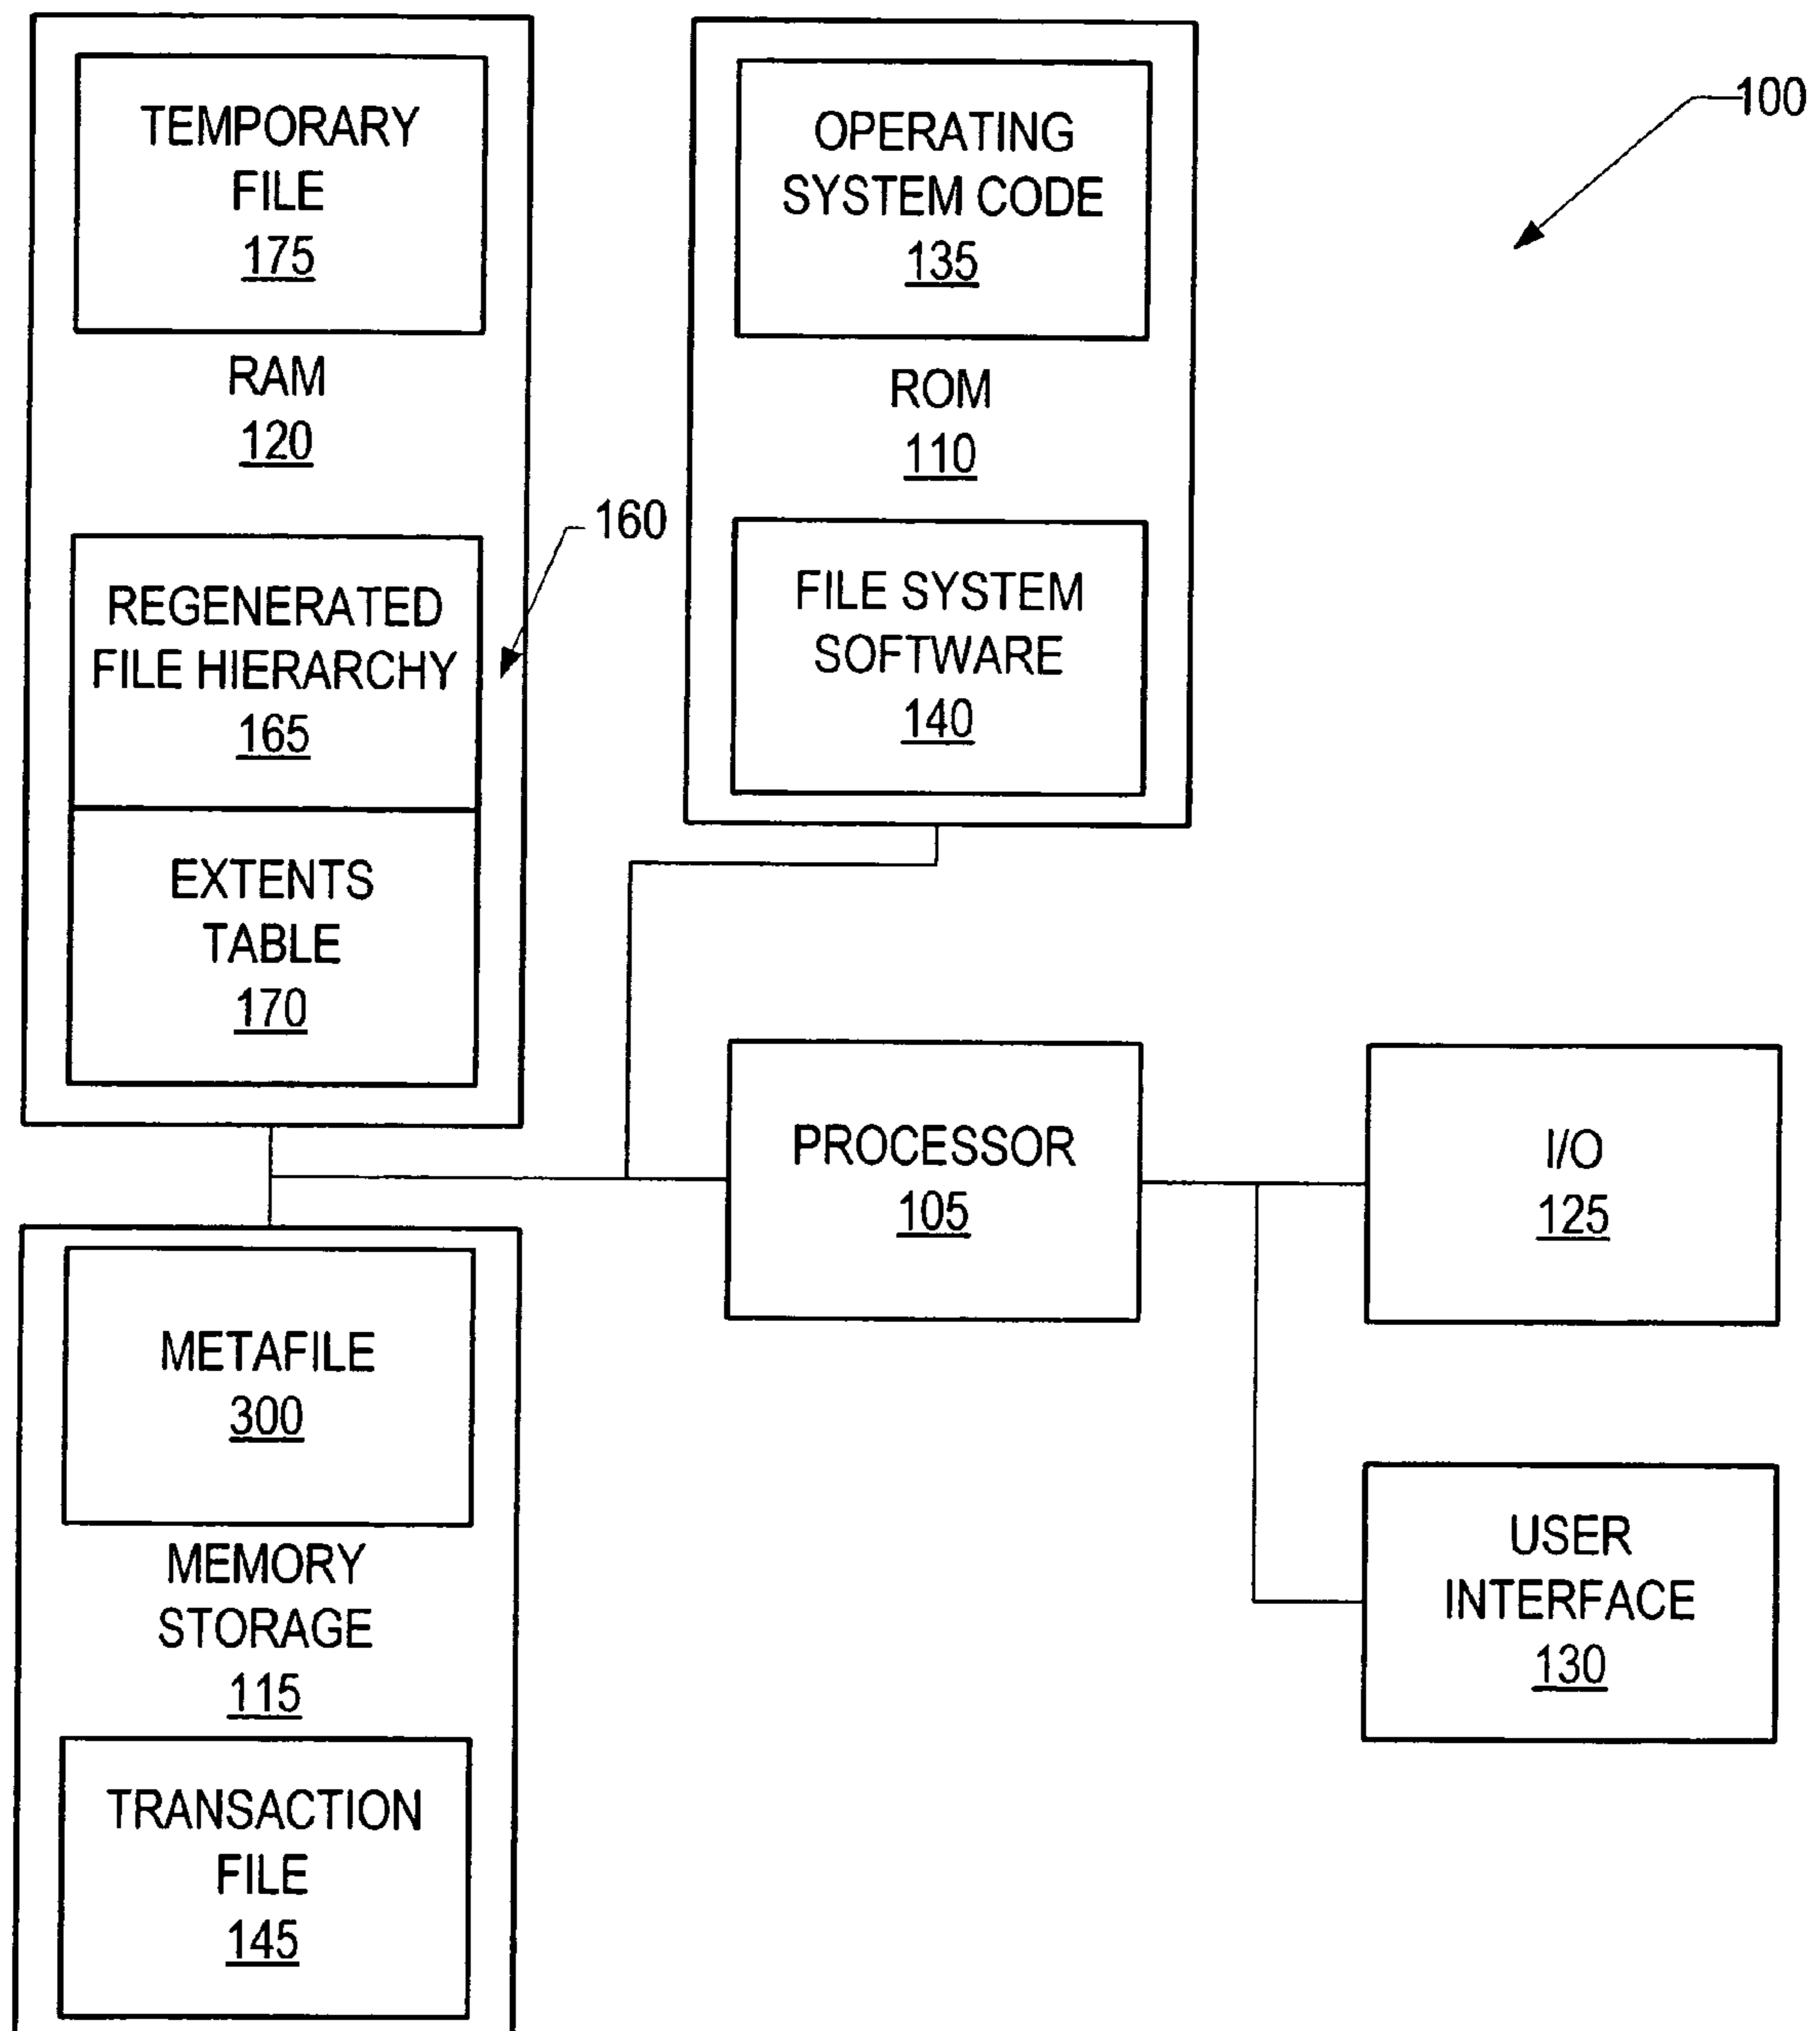 TEMPORARY
FILE
175
RAM
120
160
REGENERATED
FILE HIERARCHY
165
EXTENTS
TABLE
170
OPERATING
SYSTEM CODE
135
ROM
110
FILE SYSTEM
SOFTWARE
140
100
PROCESSOR
105
I/O
125
USER
INTERFACE
130
METAFILE
300
MEMORY
STORAGE
115
TRANSACTION
FILE
145